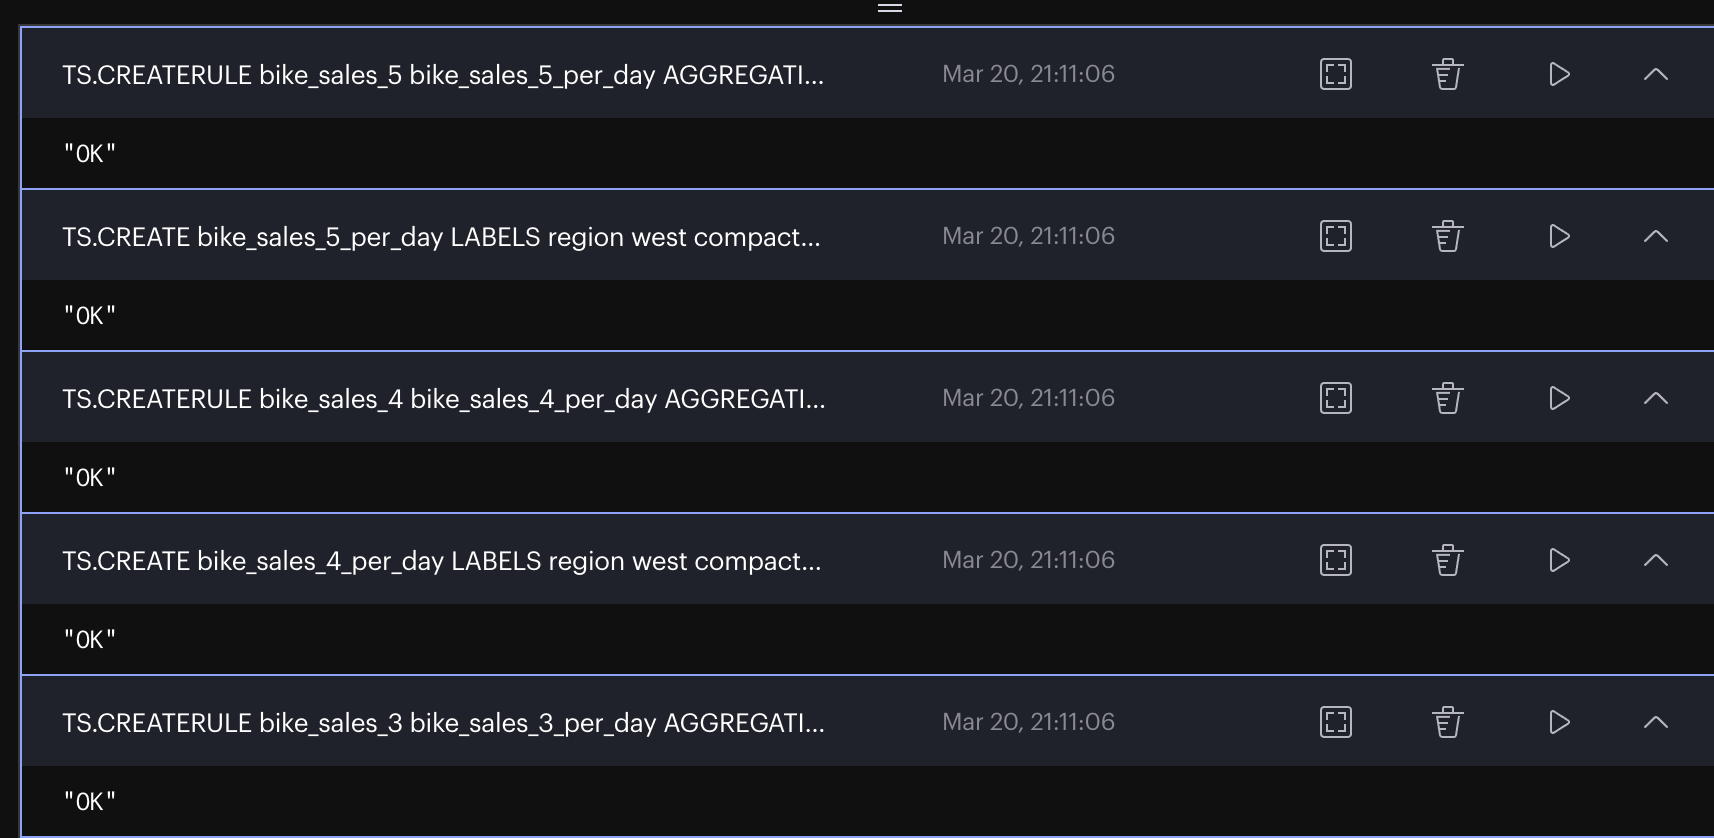 TS.CREATERULE bike_sales_5 bike_sales_5_per_day AGGREGATI... Mar 20, 21:11:06
"OK"
TS.CREATE bike_sales_5_per_day LABELS region west compact... Mar 20, 21:11:06
"OK"
TS.CREATERULE bike_sales_4 bike_sales_4_per_day AGGREGATI... Mar 20, 21:11:06
"OK"
TS.CREATE bike_sales_4_per_day LABELS region west compact... Mar 20, 21:11:06
"OK"
TS.CREATERULE bike_sales_3 bike_sales_3_per_day AGGREGATI... Mar 20, 21:11:06
"OK"